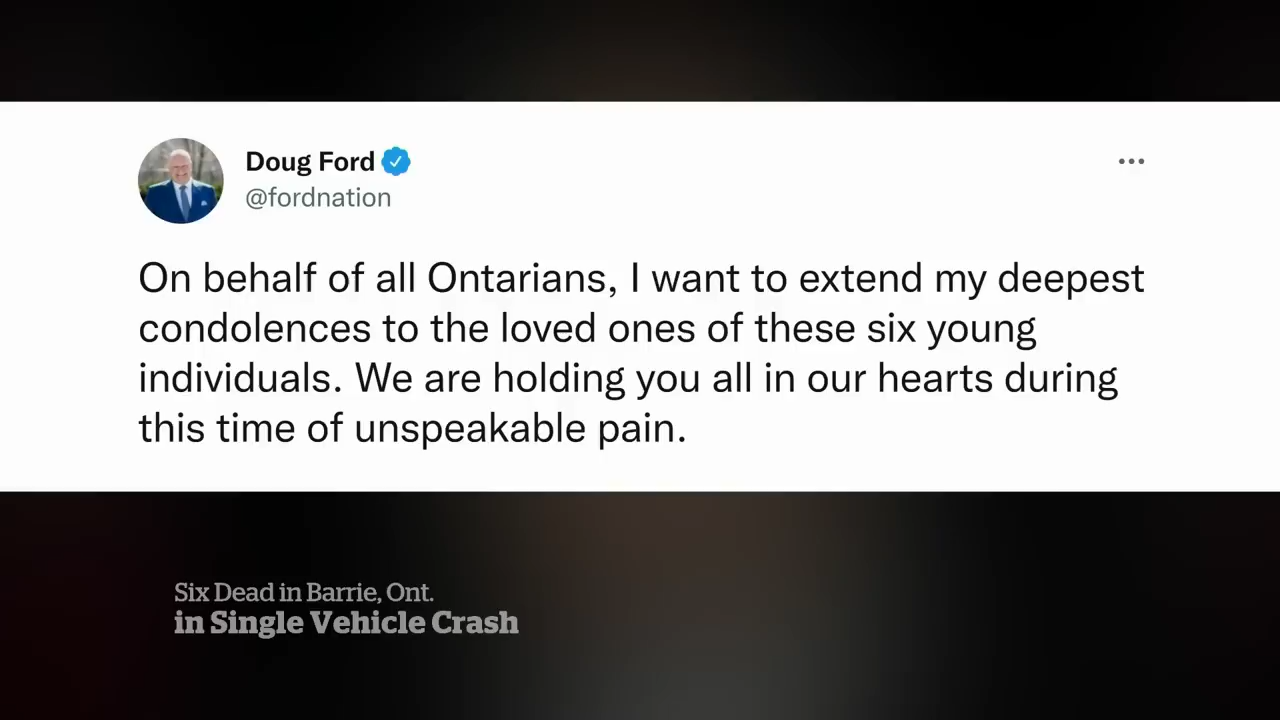 Doug Ford
@fordnation
On behalf of all Ontarians, I want to extend my deepest
condolences to the loved ones of these six young
individuals. We are holding you all in our hearts during
this time of unspeakable pain.
Six Dead in Barrie, Ont.
in Single Vehicle Crash